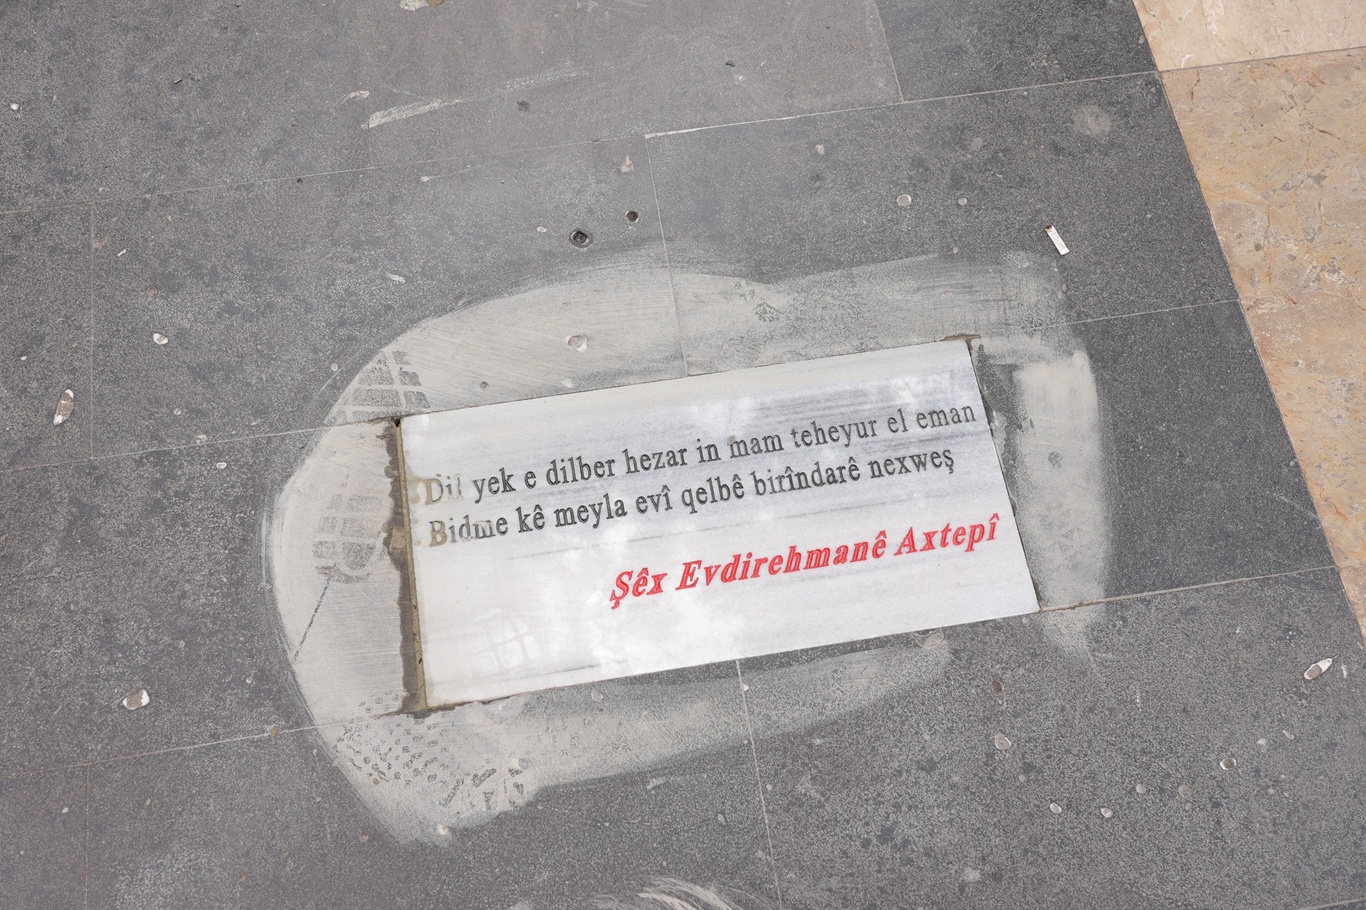 Dil yek e dilber hezar in mam teheyur el eman
Bidme kê meyla evî qelbê birîndarê nexweş
Şêx Evdirehmanê Axtepî